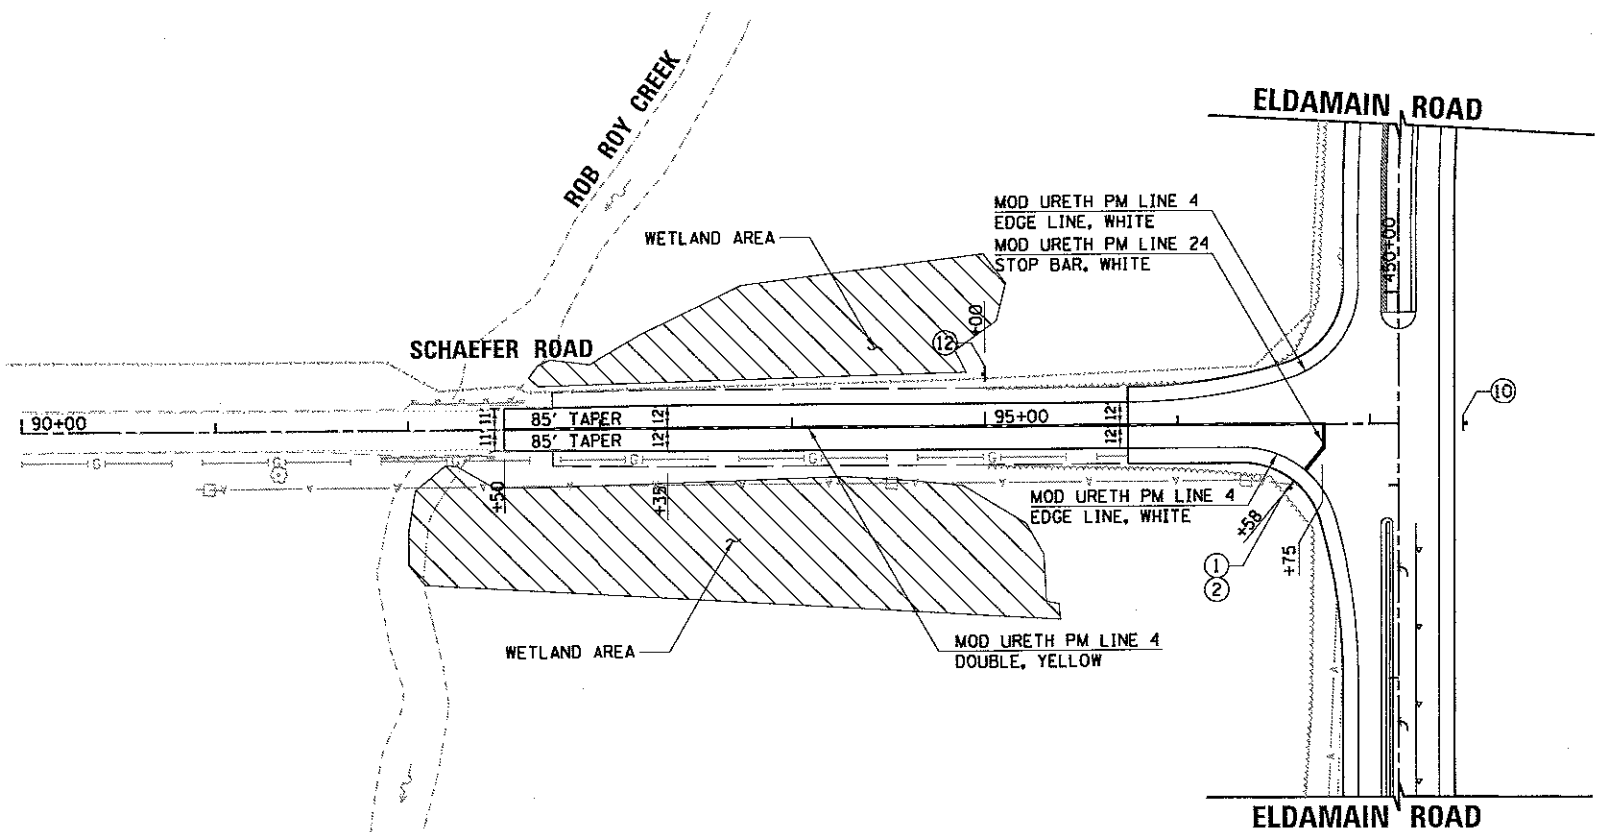 ELDAMAIN ROAD
ROB ROY CREEK
MOD URETH PM LINE 4
EDGE LINE, WHITE
MOD URETH PM LINE 24
STOP BAR, WHITE
WETLAND AREA
450+00
+00
12
SCHAEFER ROAD
10
90+00
11'
11'
85' TAPER
85' TAPER
12'
12'
95+00
12'
12'
G
G
G
G
G
G
+50
+35
MOD URETH PM LINE 4
EDGE LINE, WHITE
+58
+75
1
2
WETLAND AREA
MOD URETH PM LINE 4
DOUBLE, YELLOW
ELDAMAIN ROAD